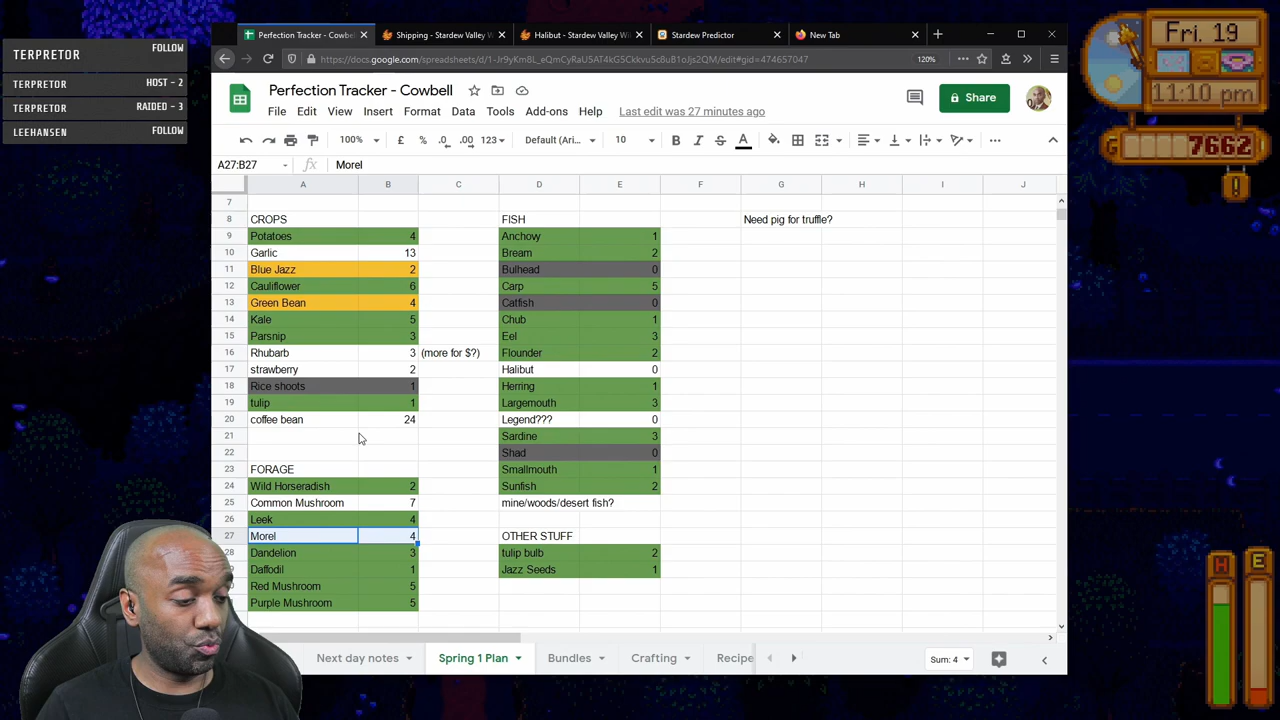 TERPRETOR FOLLOW
TERPRETOR HOST - 2
TERPRETOR RAIDED - 3
LEEHANSEN FOLLOW
Perfection Tracker - Cowbell
Shipping - Stardew Valley W
Halibut - Stardew Valley Wi
Stardew Predictor
New Tab
120%
Perfection Tracker - Cowbell
File Edit View Insert Format Data Tools Add-ons Help Last edit was 27 minutes ago
Share
100% £ % .0 .00 123 Default (Ari... 10 B I S A
A27:B27 fx Morel
A B C D E F G H I J
7
8 CROPS FISH Need pig for truffle?
9 Potatoes 4 Anchovy 1
10 Garlic 13 Bream 2
11 Blue Jazz 2 Bulhead 0
12 Cauliflower 6 Carp 5
13 Green Bean 4 Catfish 0
14 Kale 5 Chub 1
15 Parsnip 3 Eel 3
16 Rhubarb 3 (more for $?) Flounder 2
17 strawberry 2 Halibut 0
18 Rice shoots 1 Herring 1
19 tulip 1 Largemouth 3
20 coffee bean 24 Legend??? 0
21 Sardine 3
22 Shad 0
23 FORAGE Smallmouth 1
24 Wild Horseradish 2 Sunfish 2
25 Common Mushroom 7 mine/woods/desert fish?
26 Leek 4
27 Morel 4 OTHER STUFF
28 Dandelion 3 tulip bulb 2
Daffodil 1 Jazz Seeds 1
Red Mushroom 5
Purple Mushroom 5
Next day notes Spring 1 Plan Bundles Crafting Recipe Sum: 4
Fri. 19
11:10 pm
7662
H E